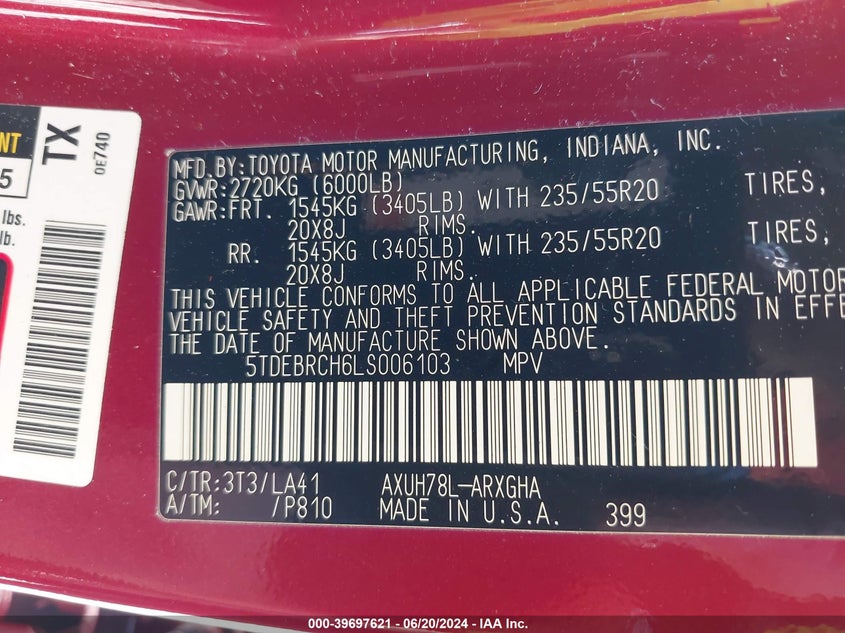 NT
5
lbs.
lb.
TX
0E740
MFD.BY:TOYOTA MOTOR MANUFACTURING, INDIANA, INC.
GVWR:2720KG (6000LB)
GAWR:FRT. 1545KG (3405LB) WITH 235/55R20 TIRES,
20X8J RIMS.
RR. 1545KG (3405LB) WITH 235/55R20 TIRES,
20X8J RIMS.
THIS VEHICLE CONFORMS TO ALL APPLICABLE FEDERAL MOTOR
VEHICLE SAFETY AND THEFT PREVENTION STANDARDS IN EFFE
THE DATE OF MANUFACTURE SHOWN ABOVE.
5TDEBRCH6LS006103 MPV
C/TR:3T3/LA41 AXUH78L-ARXGHA
A/TM: /P810 MADE IN U.S.A. 399
000-39697621 - 06/20/2024 - IAA Inc.